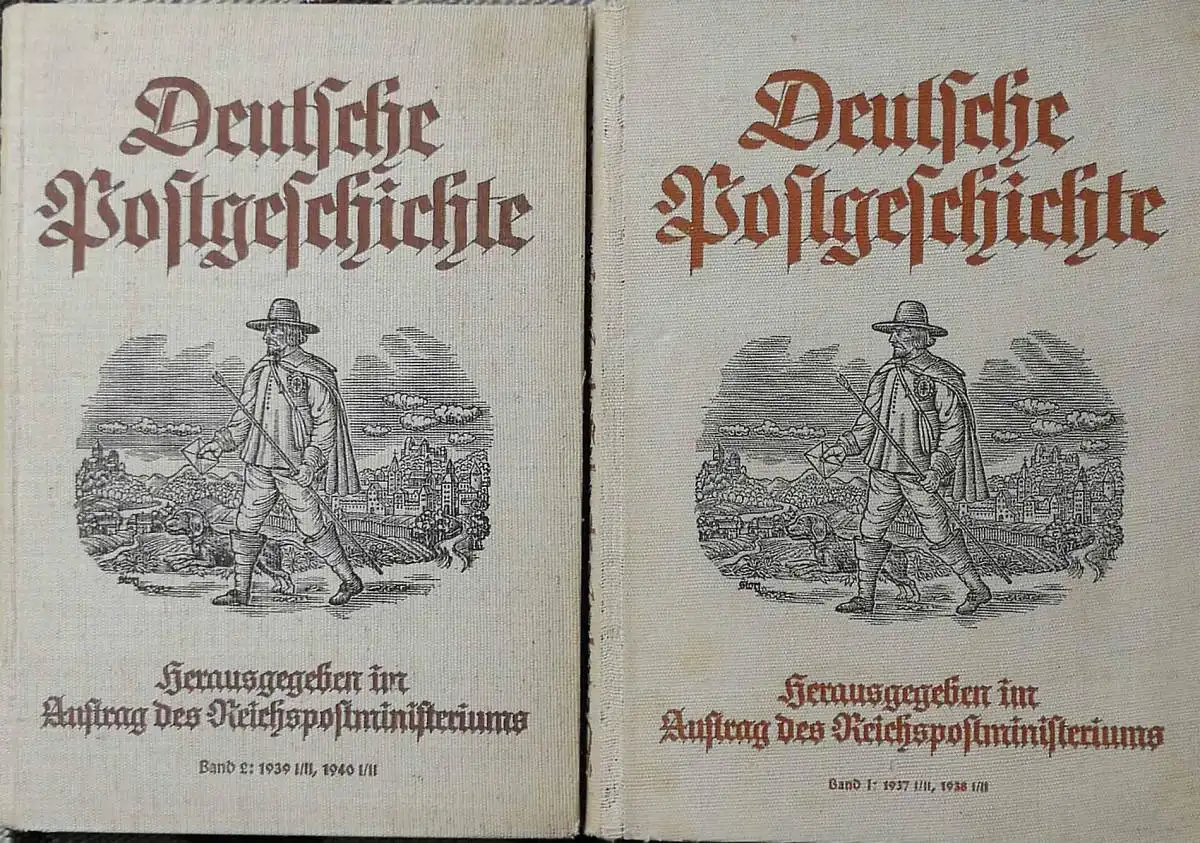 Deutsche
Postgeschichte
Herausgegeben im
Auftrag des Reichspostministeriums
Band 2: 1939 I/II, 1940 I/II
Deutsche
Postgeschichte
Herausgegeben im
Auftrag des Reichspostministeriums
Band 1: 1937 I/II, 1938 I/II